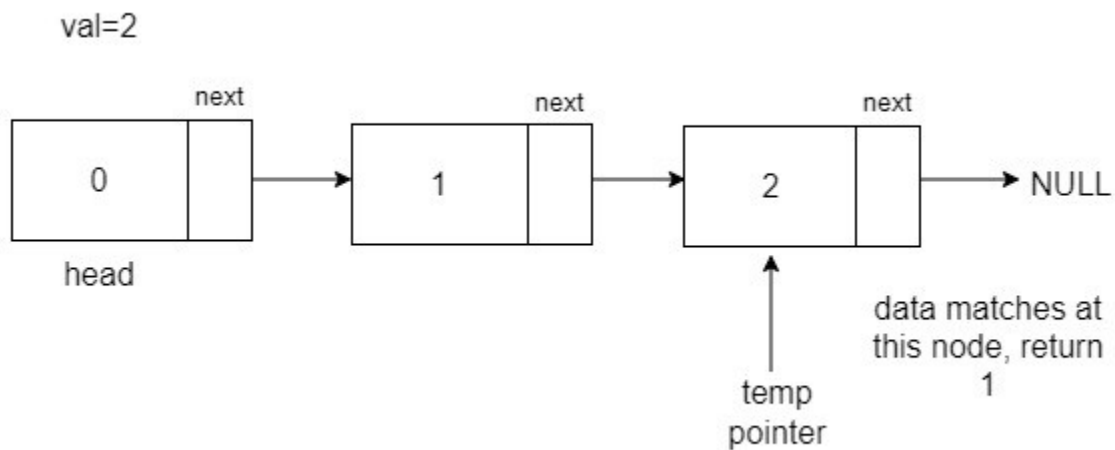 val=2
next
next
next
0
1
2
NULL
head
data matches at
this node, return
1
temp
pointer